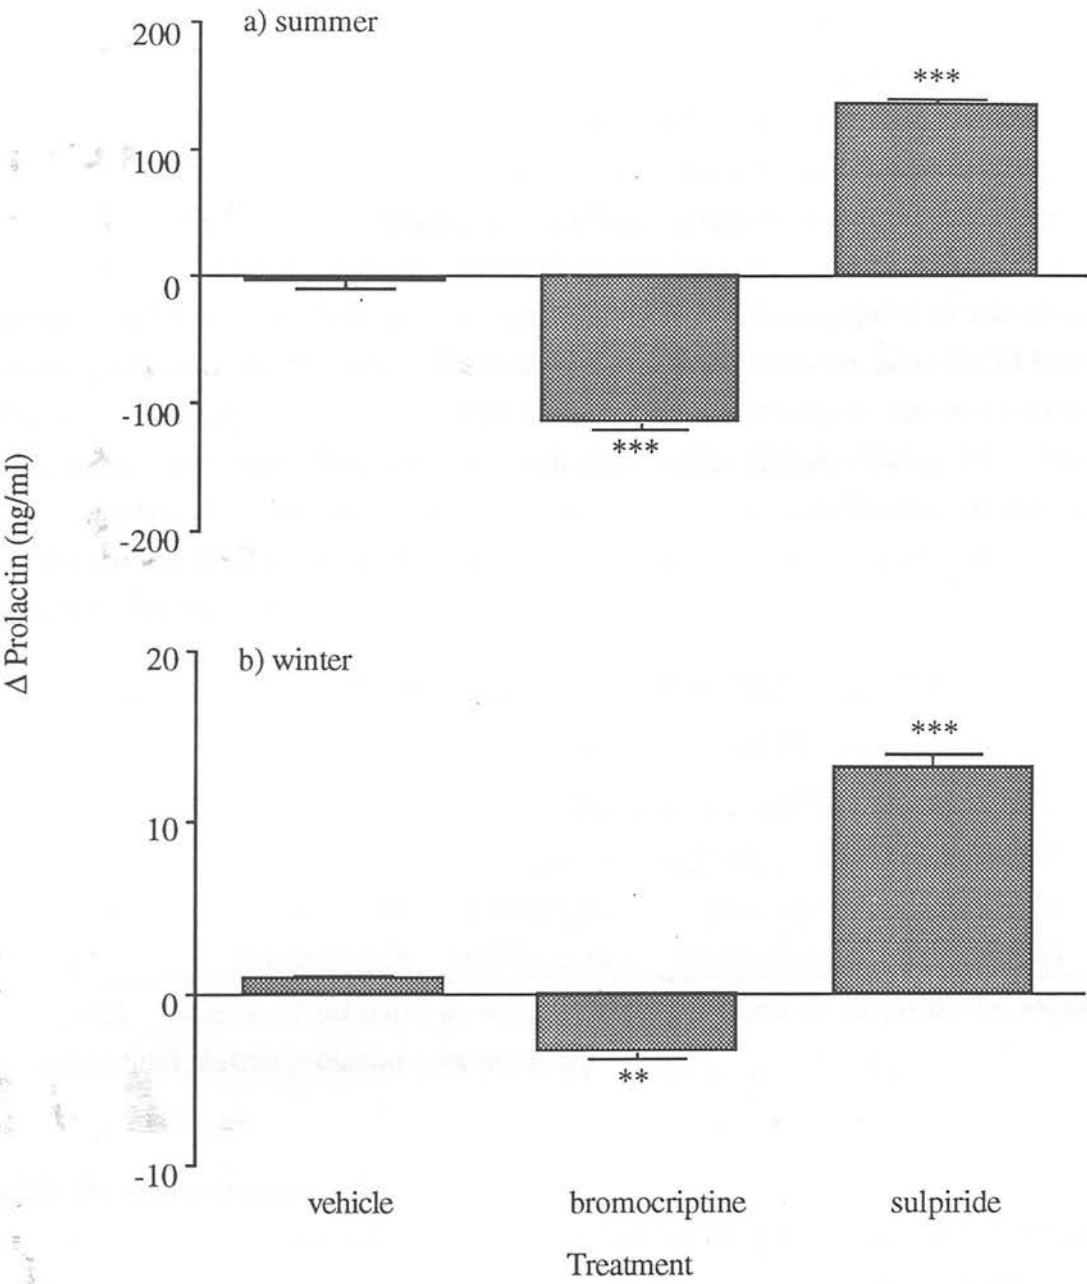 Δ Prolactin (ng/ml)
a) summer
200
100
0
-100
-200
***
***
b) winter
20
10
0
-10
***
**
vehicle
bromocriptine
sulpiride
Treatment